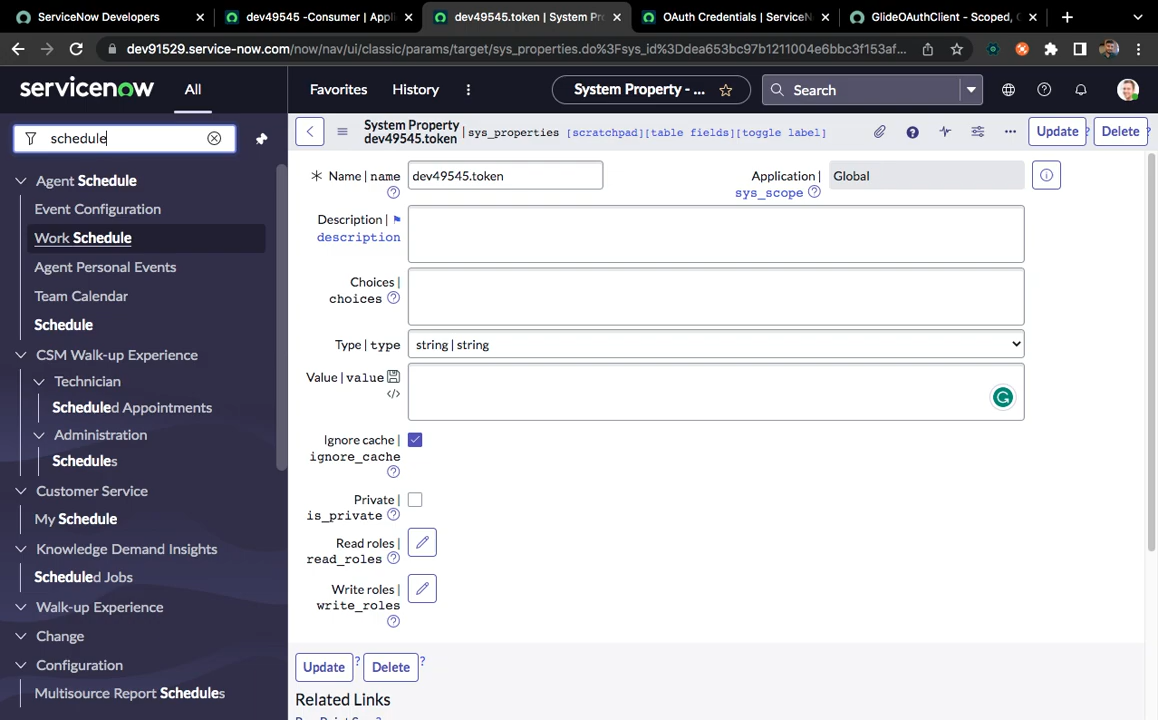 ServiceNow Developers
dev49545 -Consumer | Appli
dev49545.token | System Pr
OAuth Credentials | ServiceN
GlideOAuthClient - Scoped, 
dev91529.service-now.com/now/nav/ui/classic/params/target/sys_properties.do%3Fsys_id%3Ddea653bc97b1211004e6bbc3f153af...
servicenow
All
Favorites
History
System Property - ...
Search
schedule
System Property
dev49545.token
sys_properties [scratchpad][table fields][toggle label]
Update
Delete
Agent Schedule
Event Configuration
Work Schedule
Agent Personal Events
Team Calendar
Schedule
CSM Walk-up Experience
Technician
Scheduled Appointments
Administration
Schedules
Customer Service
My Schedule
Knowledge Demand Insights
Scheduled Jobs
Walk-up Experience
Change
Configuration
Multisource Report Schedules
Name | name
dev49545.token
Application |
sys_scope
Global
Description |
description
Choices |
choices
Type | type
string | string
Value | value
</>
Ignore cache |
ignore_cache
Private |
is_private
Read roles |
read_roles
Write roles |
write_roles
Update ?
Delete ?
Related Links